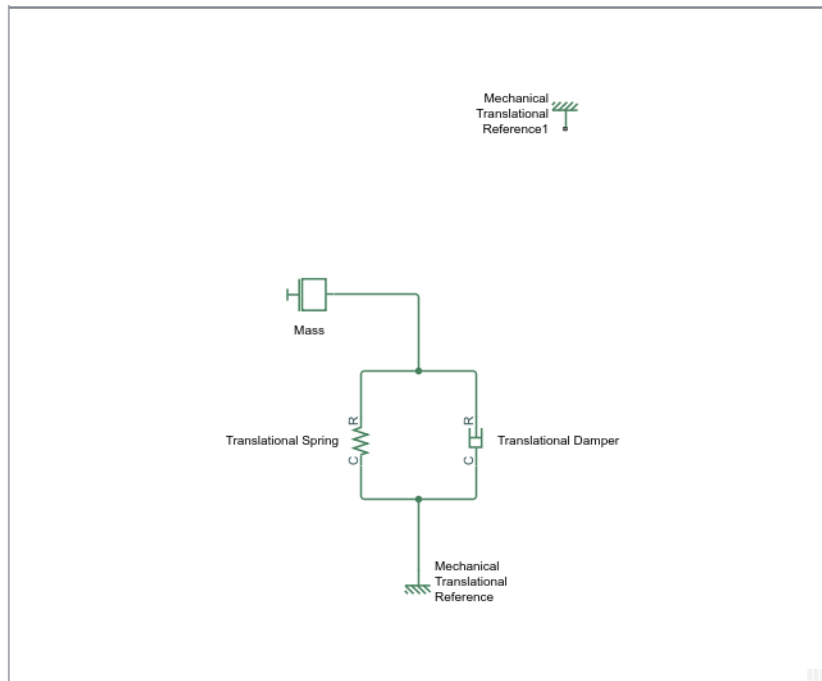 Mechanical
Translational
Reference1
Mass
R
R
Translational Spring
Translational Damper
C
C
Mechanical
Translational
Reference